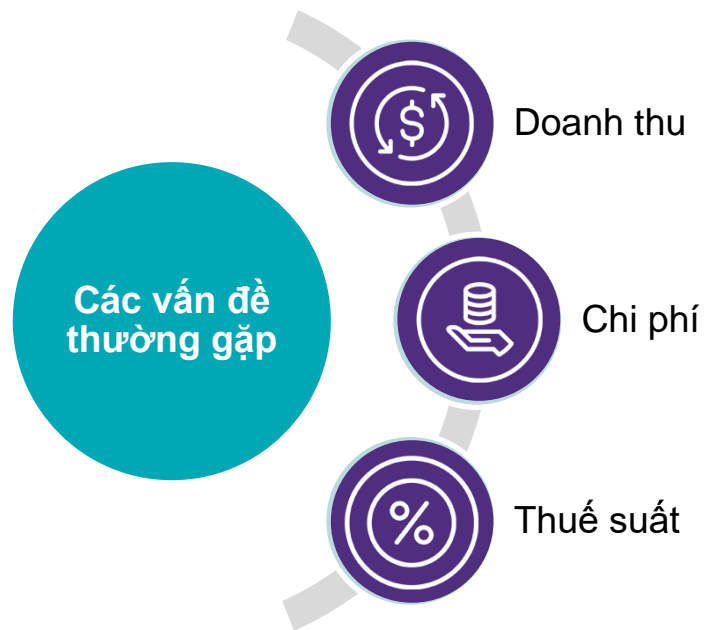 Doanh thu
Các vấn đề
thường gặp
Chi phí
Thuế suất